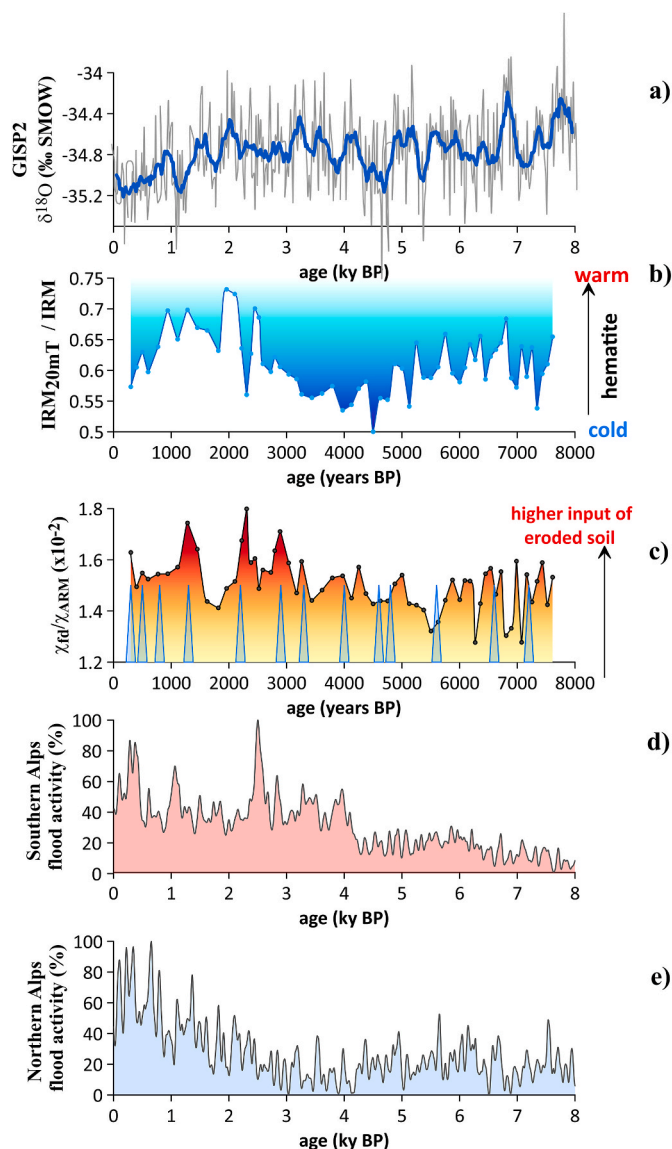 a)
GISP2
δ¹⁸O (‰ SMOW)
-34
-34.4
-34.8
-35.2
0 1 2 3 4 5 6 7 8
age (ky BP)
b)
warm
hematite
cold
IRM20mT / IRM
0.75
0.7
0.65
0.6
0.55
0.5
0 1000 2000 3000 4000 5000 6000 7000 8000
age (years BP)
higher input of
eroded soil
c)
χfd/χARM (x10-2)
1.8
1.6
1.4
1.2
0 1000 2000 3000 4000 5000 6000 7000 8000
age (years BP)
d)
Southern Alps
flood activity (%)
100
80
60
40
20
0
0 1 2 3 4 5 6 7 8
age (ky BP)
e)
Northern Alps
flood activity (%)
100
80
60
40
20
0
0 1 2 3 4 5 6 7 8
age (ky BP)